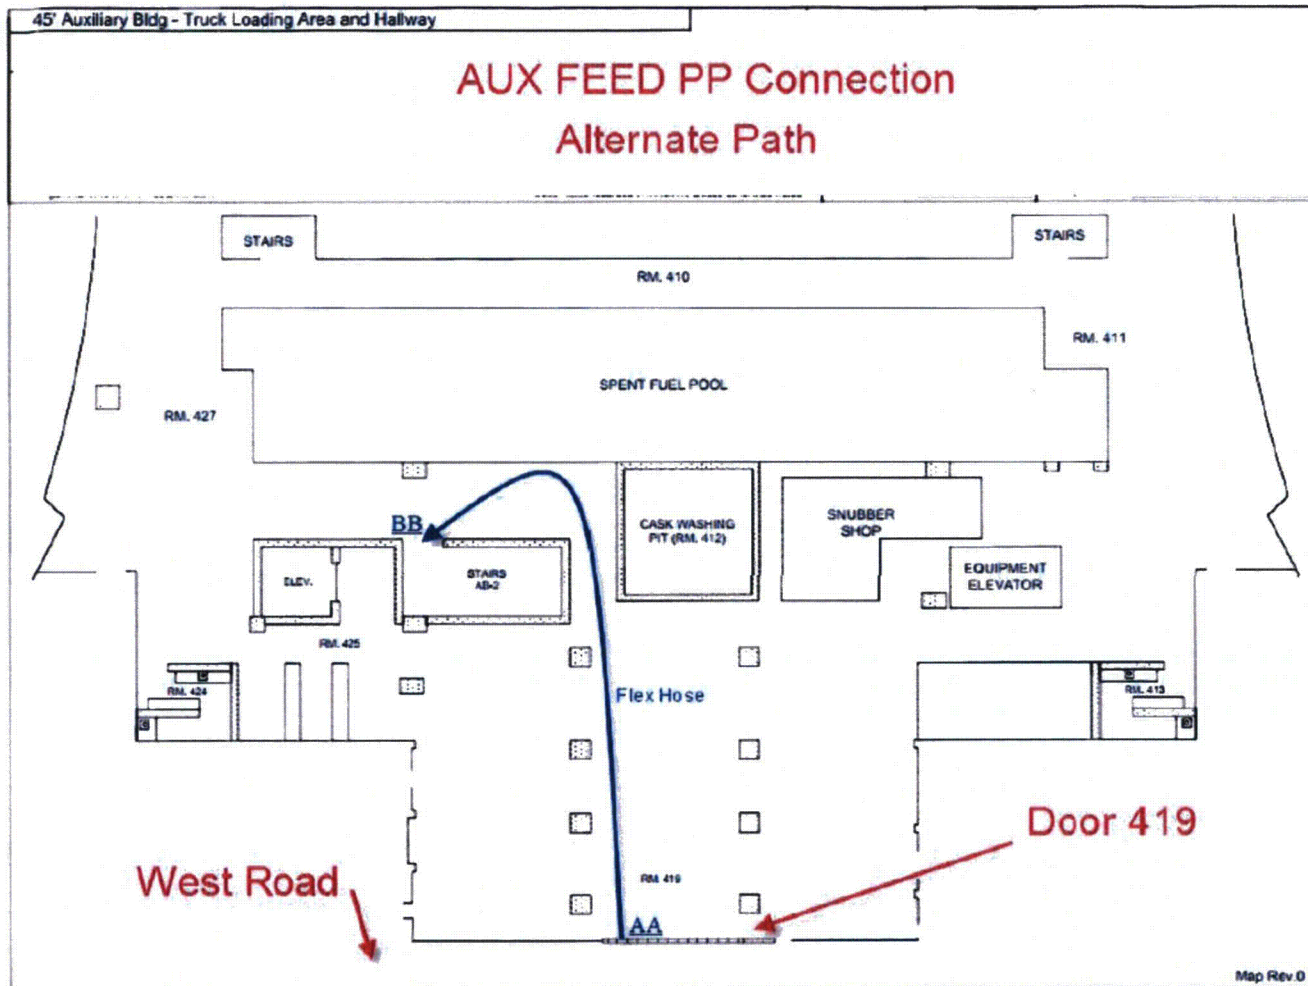 45' Auxiliary Bldg - Truck Loading Area and Hallway
AUX FEED PP Connection
Alternate Path
STAIRS
STAIRS
RM. 410
RM. 411
SPENT FUEL POOL
RM. 427
BB
CASK WASHING
PIT (RM. 412)
SNUBBER
SHOP
ELEV.
STAIRS
AB-2
EQUIPMENT
ELEVATOR
RM. 425
RM. 424
Flex Hose
RM. 413
Door 419
West Road
RM. 419
AA
Map Rev.0